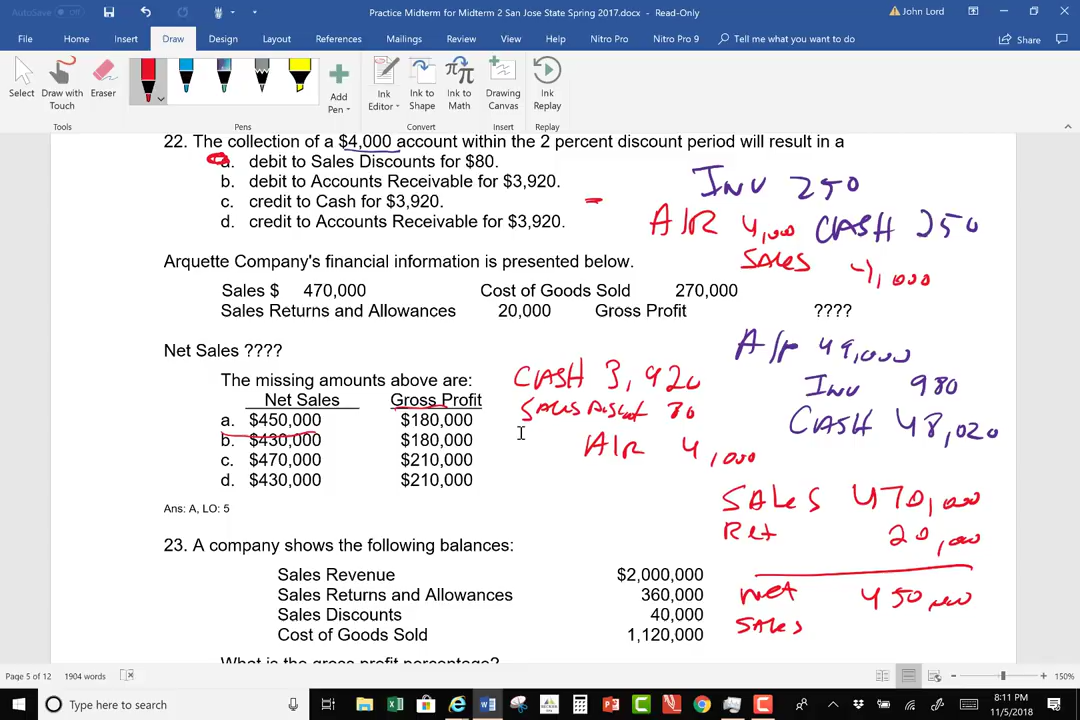 AutoSave Off
Practice Midterm for Midterm 2 San Jose State Spring 2017.docx - Read-Only
John Lord
File Home Insert Draw Design Layout References Mailings Review View Help Nitro Pro Nitro Pro 9 Tell me what you want to do Share
Select Draw with Touch Eraser Add Pen Ink Editor Ink to Shape Ink to Math Drawing Canvas Ink Replay
Tools Pens Convert Insert Replay
22. The collection of a $4,000 account within the 2 percent discount period will result in a
a. debit to Sales Discounts for $80.
b. debit to Accounts Receivable for $3,920.
c. credit to Cash for $3,920.
d. credit to Accounts Receivable for $3,920.
INV 250
CASH 250
A/R 4,000
SALES 4,000
Arquette Company's financial information is presented below.
Sales $ 470,000 Cost of Goods Sold 270,000
Sales Returns and Allowances 20,000 Gross Profit ????
Net Sales ????
A/P 49,000
INV 980
CASH 48,020
The missing amounts above are:
Net Sales Gross Profit
a. $450,000 $180,000
b. $430,000 $180,000
c. $470,000 $210,000
d. $430,000 $210,000
CASH 3,920
SALES Discount 80
A/R 4,000
Ans: A, LO: 5
SALES 470,000
Ret 20,000
net SALES 450,000
23. A company shows the following balances:
Sales Revenue $2,000,000
Sales Returns and Allowances 360,000
Sales Discounts 40,000
Cost of Goods Sold 1,120,000
What is the gross profit percentage?
Page 5 of 12 1904 words 150%
Type here to search
8:11 PM
11/5/2018